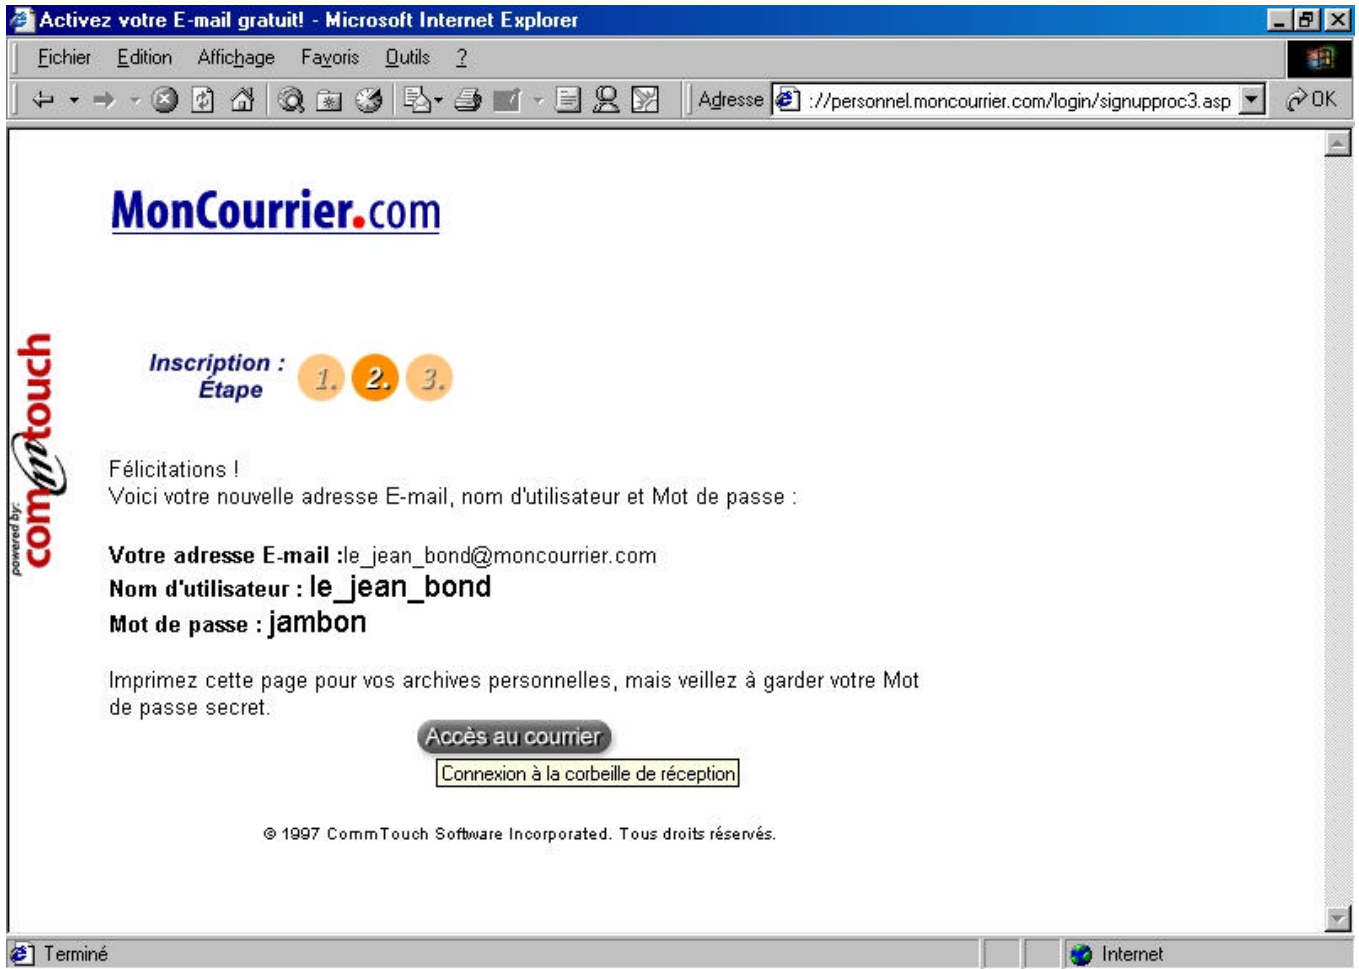 Activez votre E-mail gratuit! - Microsoft Internet Explorer
Fichier Edition Affichage Favoris Outils ?
Adresse ://personnel.moncourrier.com/login/signupproc3.asp OK
MonCourrier.com
Inscription :
Étape 1. 2. 3.
powered by:
commtouch
Félicitations !
Voici votre nouvelle adresse E-mail, nom d'utilisateur et Mot de passe :
Votre adresse E-mail :le_jean_bond@moncourrier.com
Nom d'utilisateur : le_jean_bond
Mot de passe : jambon
Imprimez cette page pour vos archives personnelles, mais veillez à garder votre Mot
de passe secret.
Accès au courrier
Connexion à la corbeille de réception
© 1997 CommTouch Software Incorporated. Tous droits réservés.
Terminé Internet